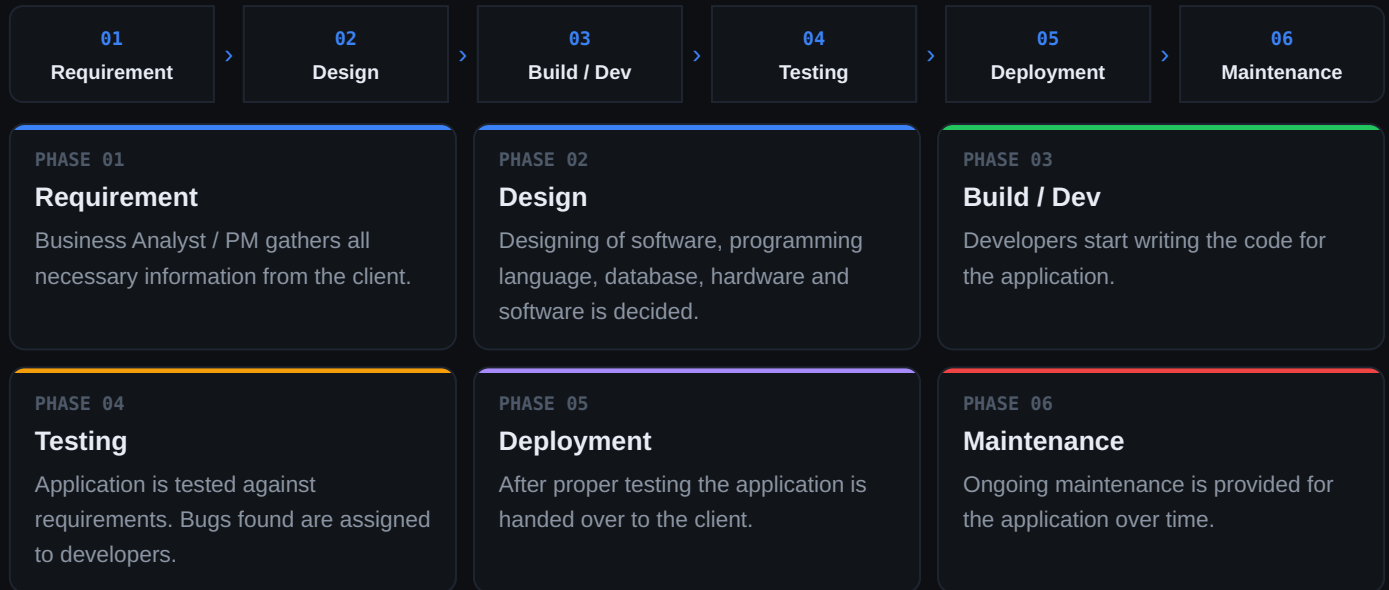 01
Requirement
›
02
Design
›
03
Build / Dev
›
04
Testing
›
05
Deployment
›
06
Maintenance
PHASE 01
Requirement
Business Analyst / PM gathers all
necessary information from the client.
PHASE 02
Design
Designing of software, programming
language, database, hardware and
software is decided.
PHASE 03
Build / Dev
Developers start writing the code for
the application.
PHASE 04
Testing
Application is tested against
requirements. Bugs found are assigned
to developers.
PHASE 05
Deployment
After proper testing the application is
handed over to the client.
PHASE 06
Maintenance
Ongoing maintenance is provided for
the application over time.